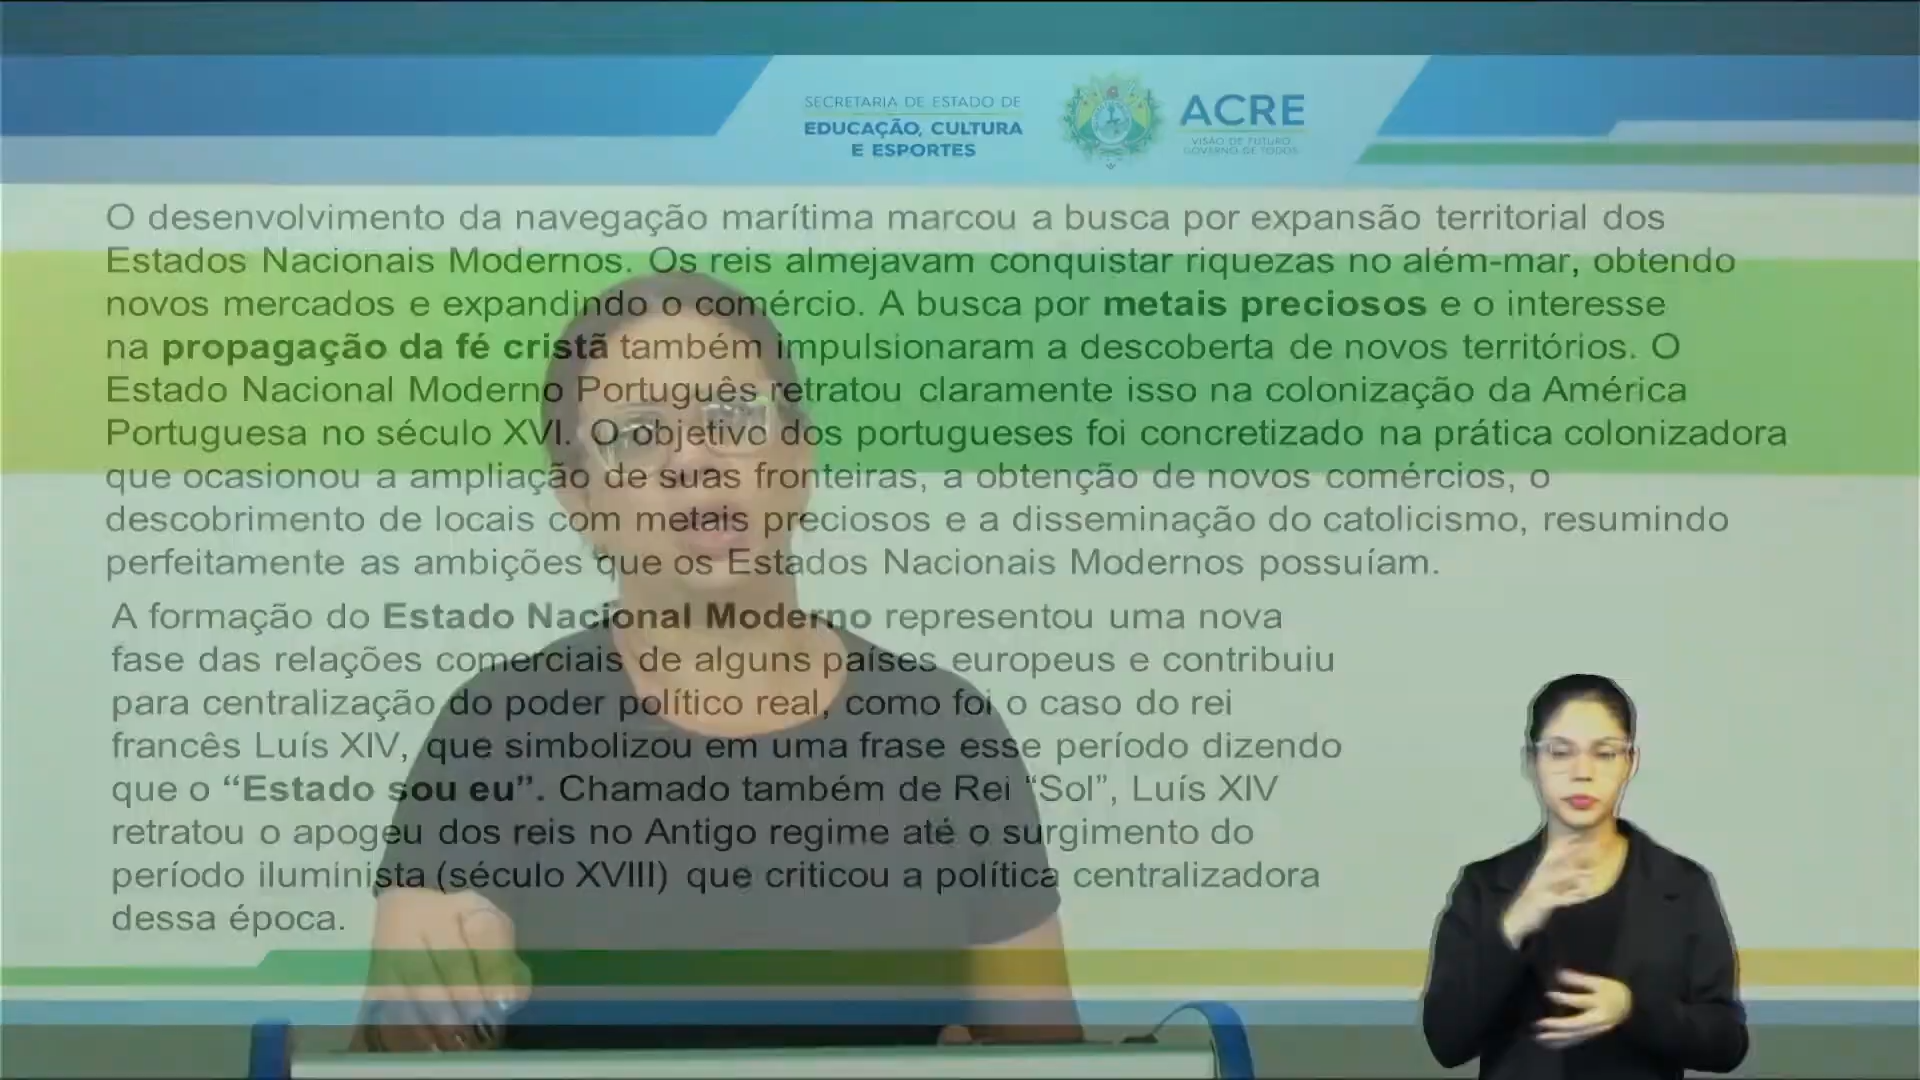 SECRETARIA DE ESTADO DE
EDUCAÇÃO, CULTURA
E ESPORTES
ACRE
VISÃO DE FUTURO
GOVERNO DE TODOS
O desenvolvimento da navegação marítima marcou a busca por expansão territorial dos
Estados Nacionais Modernos. Os reis almejavam conquistar riquezas no além-mar, obtendo
novos mercados e expandindo o comércio. A busca por metais preciosos e o interesse
na propagação da fé cristã também impulsionaram a descoberta de novos territórios. O
Estado Nacional Moderno Português retratou claramente isso na colonização da América
Portuguesa no século XVI. O objetivo dos portugueses foi concretizado na prática colonizadora
que ocasionou a ampliação de suas fronteiras, a obtenção de novos comércios, o
descobrimento de locais com metais preciosos e a disseminação do catolicismo, resumindo
perfeitamente as ambições que os Estados Nacionais Modernos possuíam.
A formação do Estado Nacional Moderno representou uma nova
fase das relações comerciais de alguns países europeus e contribuiu
para centralização do poder político real, como foi o caso do rei
francês Luís XIV, que simbolizou em uma frase esse período dizendo
que o “Estado sou eu”. Chamado também de Rei “Sol”, Luís XIV
retratou o apogeu dos reis no Antigo regime até o surgimento do
período iluminista (século XVIII) que criticou a política centralizadora
dessa época.